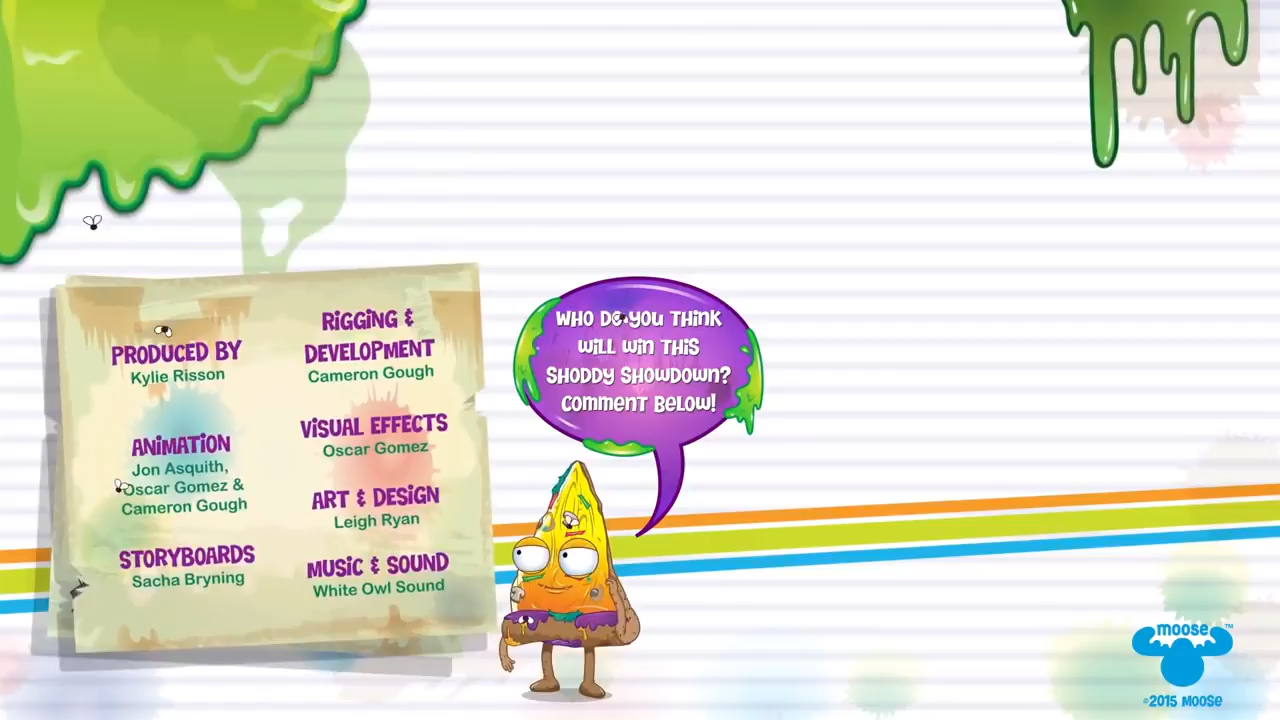 PRODUCED BY
Kylie Risson
ANIMATION
Jon Asquith,
Oscar Gomez &
Cameron Gough
STORYBOARDS
Sacha Bryning
RIGGING &
DEVELOPMENT
Cameron Gough
VISUAL EFFECTS
Oscar Gomez
ART & DESIGN
Leigh Ryan
MUSIC & SOUND
White Owl Sound
WHO DO YOU THINK
WILL WIN THIS
SHODDY SHOWDOWN?
COMMENT BELOW!
moose™
©2015 MOOSE